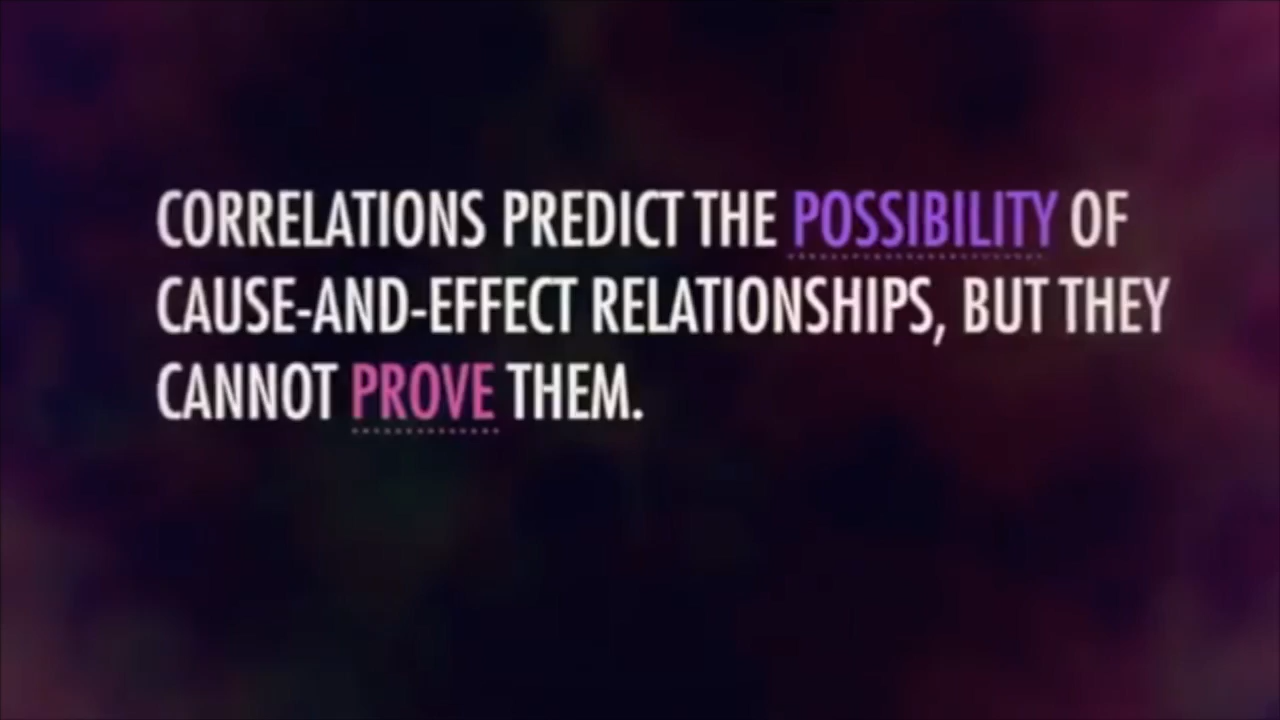 CORRELATIONS PREDICT THE POSSIBILITY OF
CAUSE-AND-EFFECT RELATIONSHIPS, BUT THEY
CANNOT PROVE THEM.